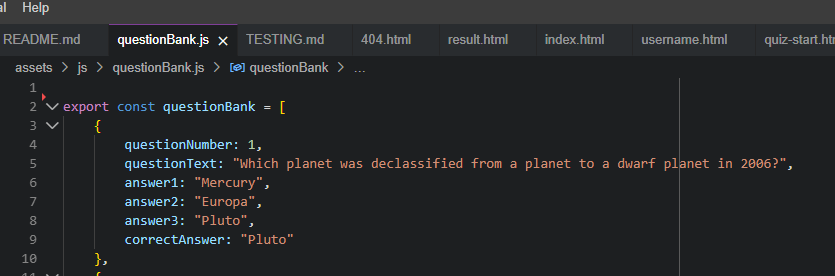 al Help
README.md questionBank.js TESTING.md 404.html result.html index.html username.html quiz-start.htm
assets > js > questionBank.js > questionBank > ...
1
2 export const questionBank = [
3 {
4 questionNumber: 1,
5 questionText: "Which planet was declassified from a planet to a dwarf planet in 2006?",
6 answer1: "Mercury",
7 answer2: "Europa",
8 answer3: "Pluto",
9 correctAnswer: "Pluto"
10 },
11 {